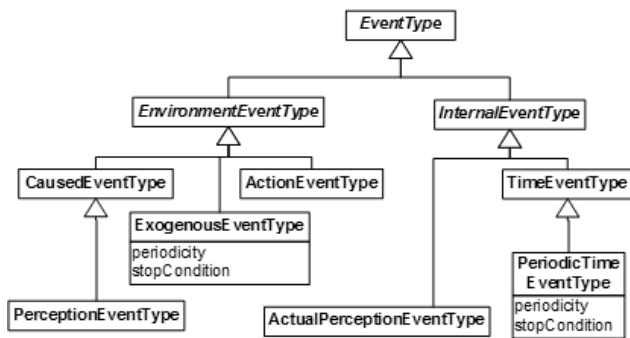 EventType
EnvironmentEventType
InternalEventType
CausedEventType
ActionEventType
TimeEventType
ExogenousEventType
periodicity
stopCondition
PeriodicTime
EventType
periodicity
stopCondition
PerceptionEventType
ActualPerceptionEventType